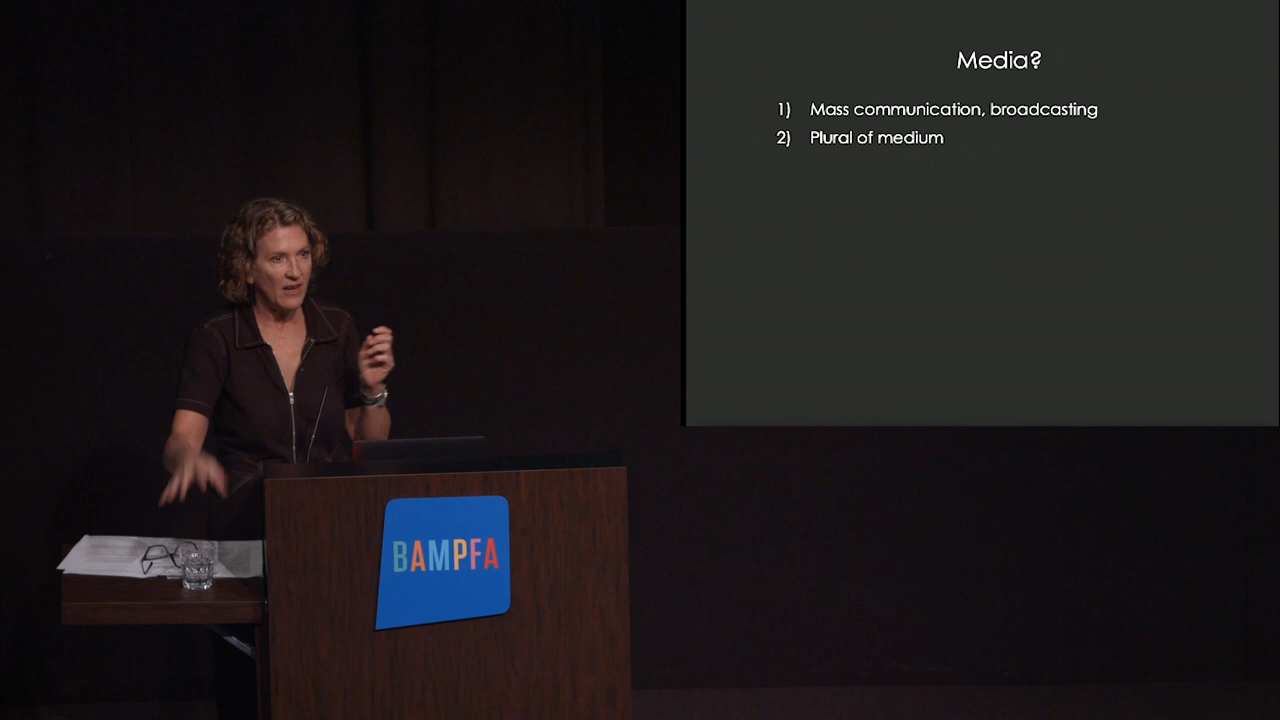 Media?
1) Mass communication, broadcasting
2) Plural of medium
BAMPFA